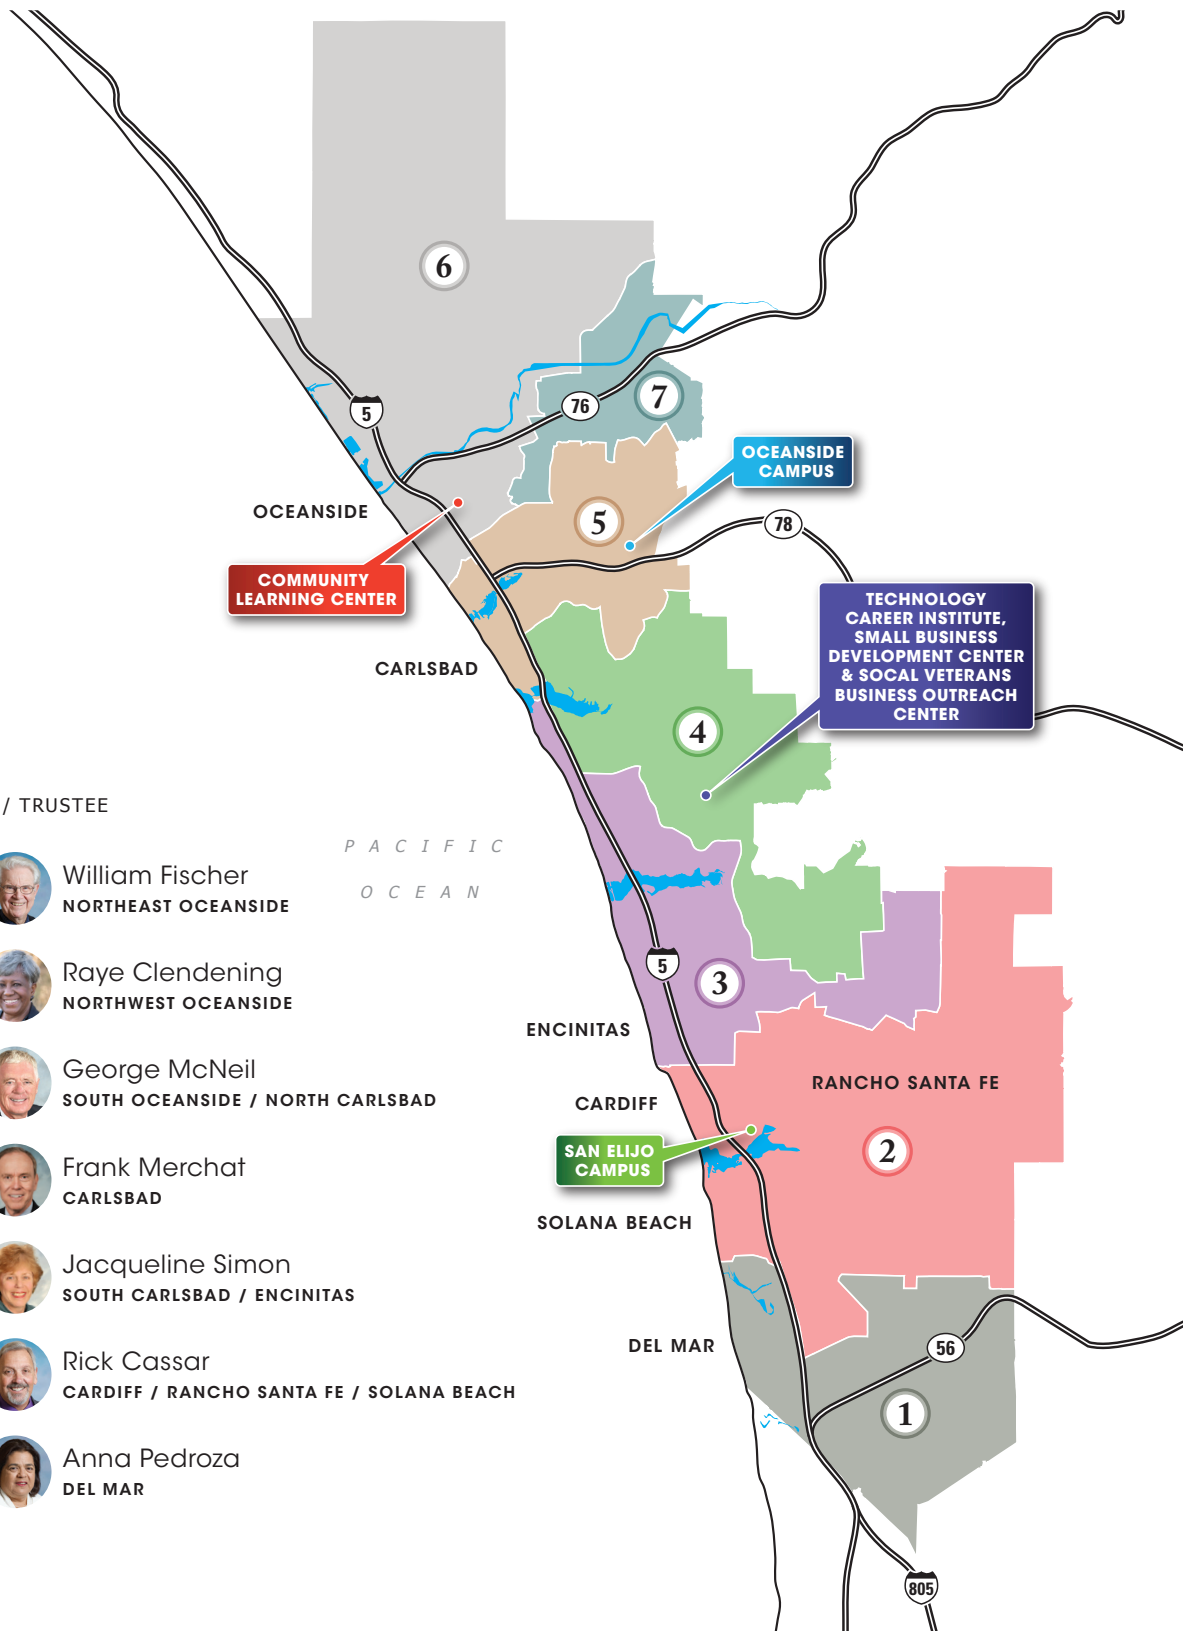 6
7
76
5
OCEANSIDE
CAMPUS
OCEANSIDE
5
78
COMMUNITY
LEARNING CENTER
TECHNOLOGY
CAREER INSTITUTE,
SMALL BUSINESS
DEVELOPMENT CENTER
& SOCAL VETERANS
BUSINESS OUTREACH
CENTER
CARLSBAD
4
/ TRUSTEE
PACIFIC
OCEAN
William Fischer
NORTHEAST OCEANSIDE
Raye Clendening
NORTHWEST OCEANSIDE
George McNeil
SOUTH OCEANSIDE / NORTH CARLSBAD
Frank Merchat
CARLSBAD
Jacqueline Simon
SOUTH CARLSBAD / ENCINITAS
Rick Cassar
CARDIFF / RANCHO SANTA FE / SOLANA BEACH
Anna Pedroza
DEL MAR
5
3
ENCINITAS
RANCHO SANTA FE
CARDIFF
SAN ELIJO
CAMPUS
2
SOLANA BEACH
DEL MAR
56
1
805